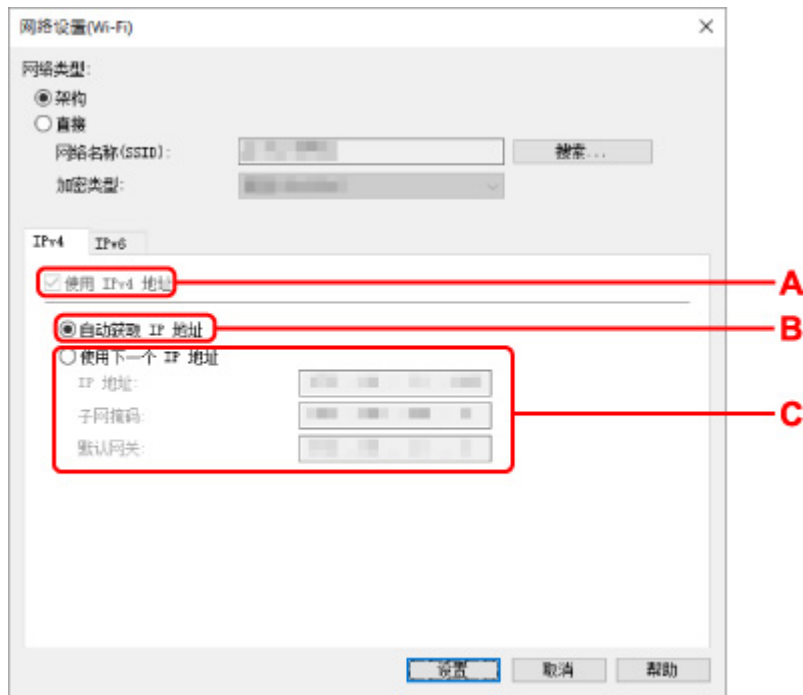 网络设置(Wi-Fi)
网络类型:
架构
直接
网络名称(SSID):
搜索...
加密类型:
IPv4 IPv6
使用 IPv4 地址
A
自动获取 IP 地址
B
使用下一个 IP 地址
IP 地址:
子网掩码:
C
默认网关:
设置 取消 帮助